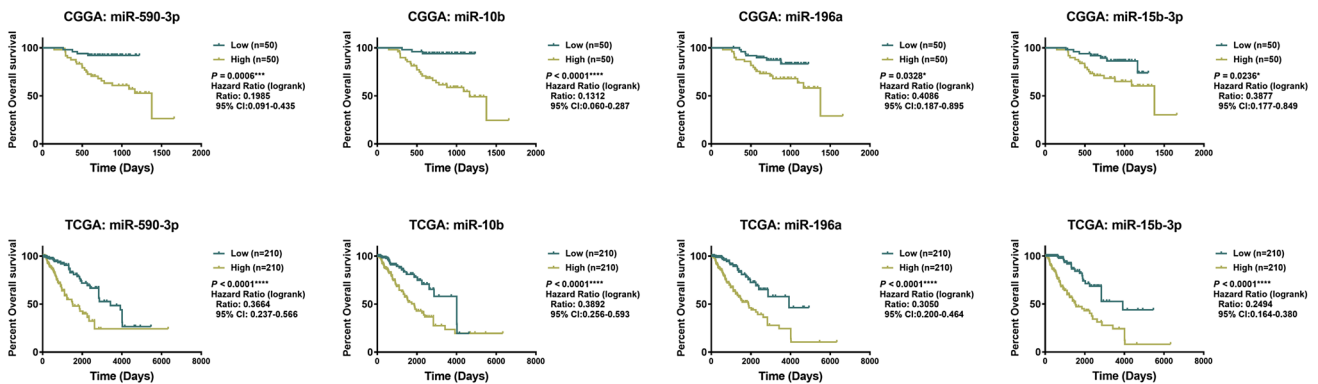 CGGA: miR-590-3p
Percent Overall survival
100
50
0
0 500 1000 1500 2000
Time (Days)
Low (n=50)
High (n=50)
P = 0.0006***
Hazard Ratio (logrank)
Ratio: 0.1985
95% CI:0.091-0.435
CGGA: miR-10b
Percent Overall survival
100
50
0
0 500 1000 1500 2000
Time (Days)
Low (n=50)
High (n=50)
P < 0.0001****
Hazard Ratio (logrank)
Ratio: 0.1312
95% CI:0.060-0.287
CGGA: miR-196a
Percent Overall survival
100
50
0
0 500 1000 1500 2000
Time (Days)
Low (n=50)
High (n=50)
P = 0.0328*
Hazard Ratio (logrank)
Ratio: 0.4086
95% CI:0.187-0.895
CGGA: miR-15b-3p
Percent Overall survival
100
50
0
0 500 1000 1500 2000
Time (Days)
Low (n=50)
High (n=50)
P = 0.0236*
Hazard Ratio (logrank)
Ratio: 0.3877
95% CI:0.177-0.849
TCGA: miR-590-3p
Percent Overall survival
100
50
0
0 2000 4000 6000 8000
Time (Days)
Low (n=210)
High (n=210)
P < 0.0001****
Hazard Ratio (logrank)
Ratio: 0.3664
95% CI: 0.237-0.566
TCGA: miR-10b
Percent Overall survival
100
50
0
0 2000 4000 6000 8000
Time (Days)
Low (n=210)
High (n=210)
P < 0.0001****
Hazard Ratio (logrank)
Ratio: 0.3892
95% CI:0.256-0.593
TCGA: miR-196a
Percent Overall survival
100
50
0
0 2000 4000 6000 8000
Time (Days)
Low (n=210)
High (n=210)
P < 0.0001****
Hazard Ratio (logrank)
Ratio: 0.3050
95% CI:0.200-0.464
TCGA: miR-15b-3p
Percent Overall survival
100
50
0
0 2000 4000 6000 8000
Time (Days)
Low (n=210)
High (n=210)
P < 0.0001****
Hazard Ratio (logrank)
Ratio: 0.2494
95% CI:0.164-0.380